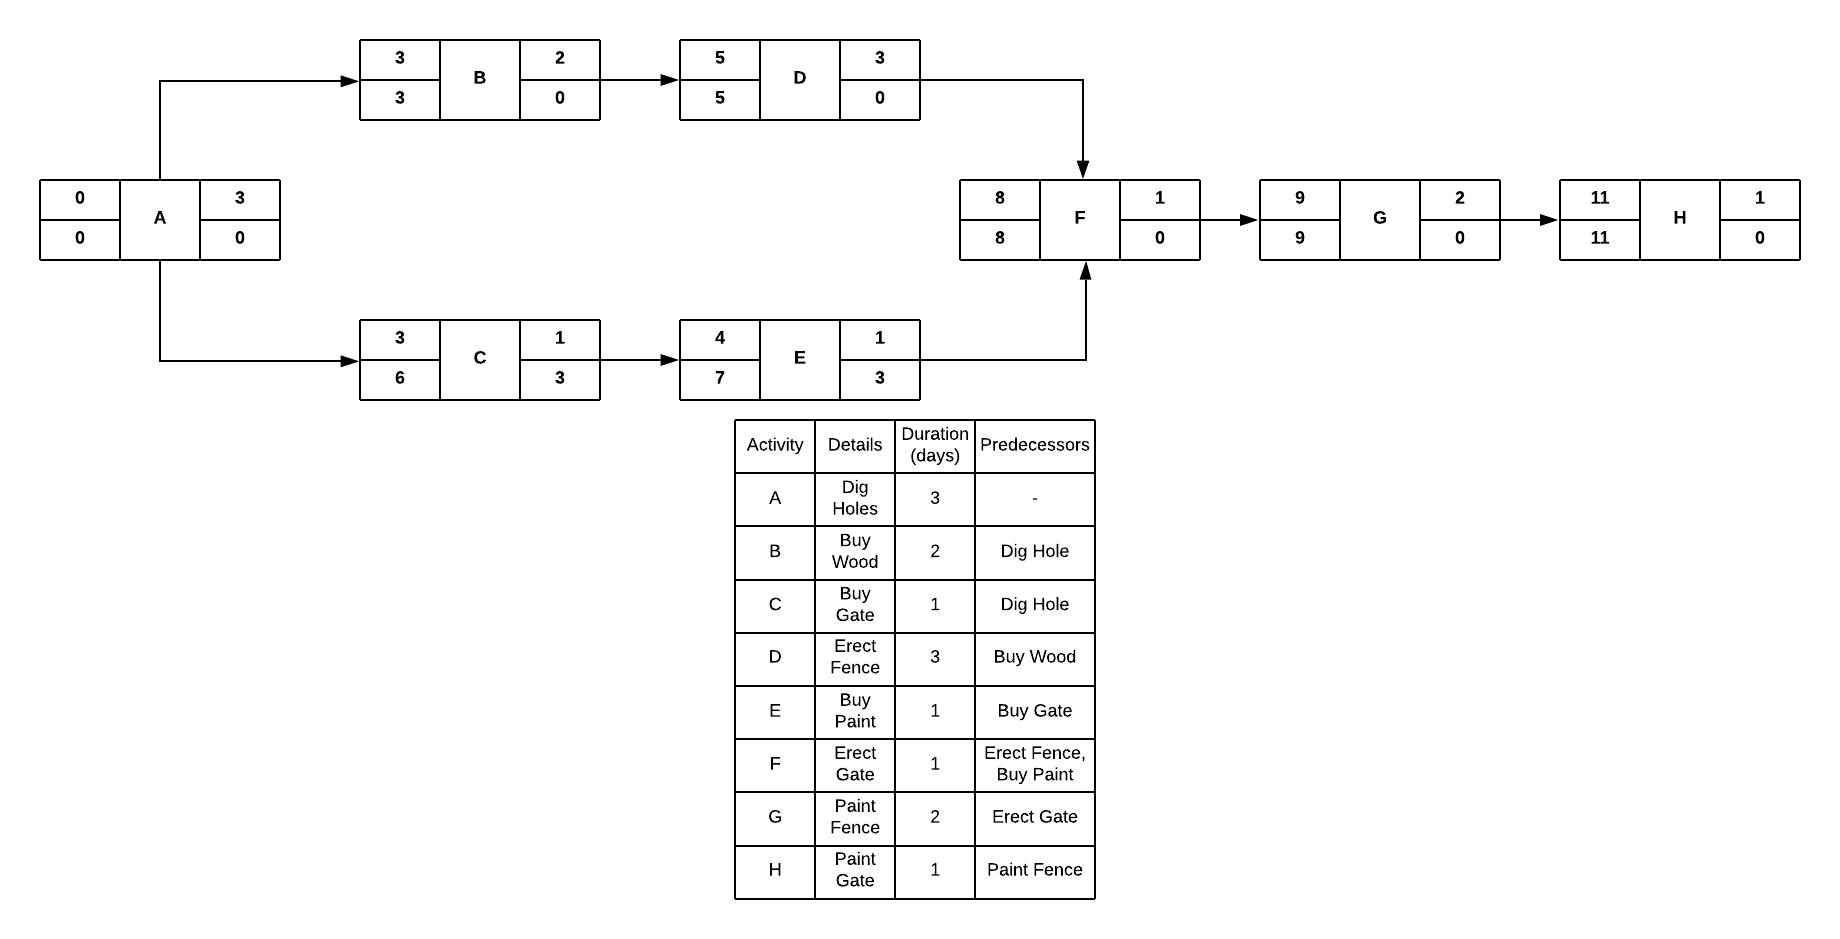 3 2 5 3
B D
3 0 5 0
0 3 8 1 9 2 11 1
A F G H
0 0 8 0 9 0 11 0
3 1 4 1
C E
6 3 7 3
Activity Details Duration (days) Predecessors
A Dig Holes 3 -
B Buy Wood 2 Dig Hole
C Buy Gate 1 Dig Hole
D Erect Fence 3 Buy Wood
E Buy Paint 1 Buy Gate
F Erect Gate 1 Erect Fence, Buy Paint
G Paint Fence 2 Erect Gate
H Paint Gate 1 Paint Fence